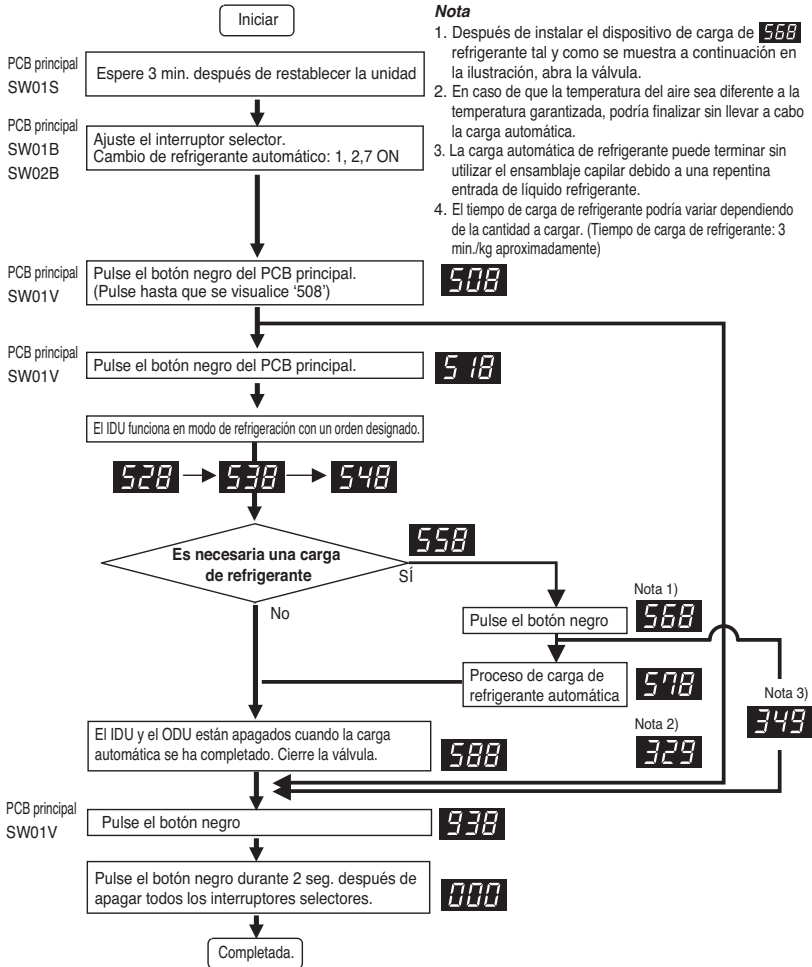 Iniciar
PCB principal
SW01S
Espere 3 min. después de restablecer la unidad
PCB principal
SW01B
SW02B
Ajuste el interruptor selector.
Cambio de refrigerante automático: 1, 2,7 ON
PCB principal
SW01V
Pulse el botón negro del PCB principal.
(Pulse hasta que se visualice ‘508’)
508
PCB principal
SW01V
Pulse el botón negro del PCB principal.
518
El IDU funciona en modo de refrigeración con un orden designado.
528
538
548
Es necesaria una carga
de refrigerante
558
SÍ
No
Pulse el botón negro
Nota 1)
568
Proceso de carga de
refrigerante automática
578
Nota 3)
349
El IDU y el ODU están apagados cuando la carga
automática se ha completado. Cierre la válvula.
588
Nota 2)
329
PCB principal
SW01V
Pulse el botón negro
938
Pulse el botón negro durante 2 seg. después de
apagar todos los interruptores selectores.
000
Completada.
Nota
1. Después de instalar el dispositivo de carga de 568
refrigerante tal y como se muestra a continuación en
la ilustración, abra la válvula.
2. En caso de que la temperatura del aire sea diferente a la
temperatura garantizada, podría finalizar sin llevar a cabo
la carga automática.
3. La carga automática de refrigerante puede terminar sin
utilizar el ensamblaje capilar debido a una repentina
entrada de líquido refrigerante.
4. El tiempo de carga de refrigerante podría variar dependiendo
de la cantidad a cargar. (Tiempo de carga de refrigerante: 3
min./kg aproximadamente)